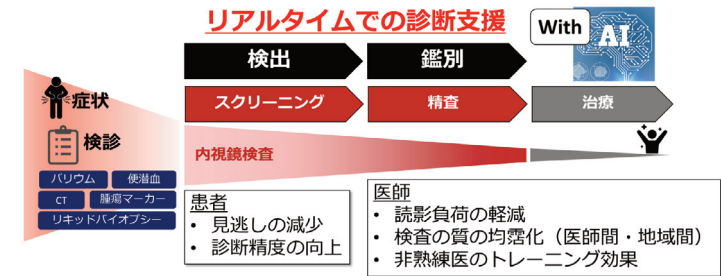 リアルタイムでの診断支援
With AI
検出
鑑別
スクリーニング
精査
治療
症状
検診
内視鏡検査
バリウム
便潜血
CT
腫瘍マーカー
リキッドバイオプシー
患者
• 見逃しの減少
• 診断精度の向上
医師
• 読影負荷の軽減
• 検査の質の均霑化（医師間・地域間）
• 非熟練医のトレーニング効果